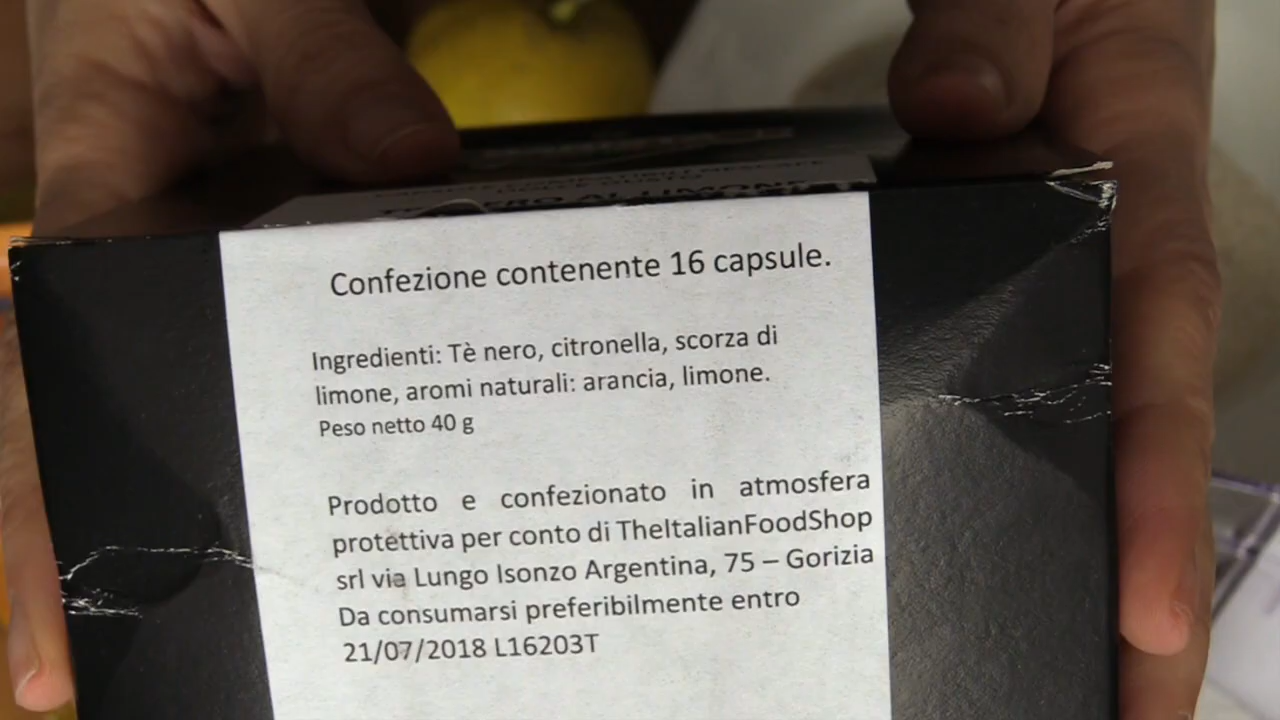 AL LIMONE
Confezione contenente 16 capsule.
Ingredienti: Tè nero, citronella, scorza di
limone, aromi naturali: arancia, limone.
Peso netto 40 g
Prodotto e confezionato in atmosfera
protettiva per conto di TheItalianFoodShop
srl via Lungo Isonzo Argentina, 75 – Gorizia
Da consumarsi preferibilmente entro
21/07/2018 L16203T